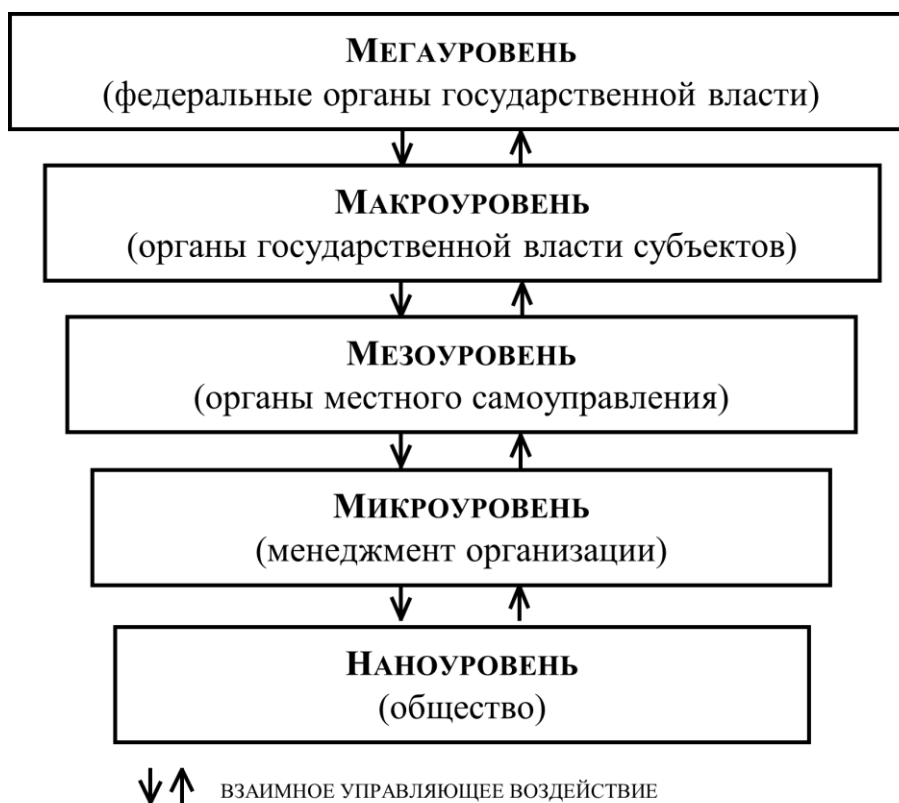 МЕГАУРОВЕНЬ
(федеральные органы государственной власти)
МАКРОУРОВЕНЬ
(органы государственной власти субъектов)
МЕЗОУРОВЕНЬ
(органы местного самоуправления)
МИКРОУРОВЕНЬ
(менеджмент организации)
НАНОУРОВЕНЬ
(общество)
ВЗАИМНОЕ УПРАВЛЯЮЩЕЕ ВОЗДЕЙСТВИЕ